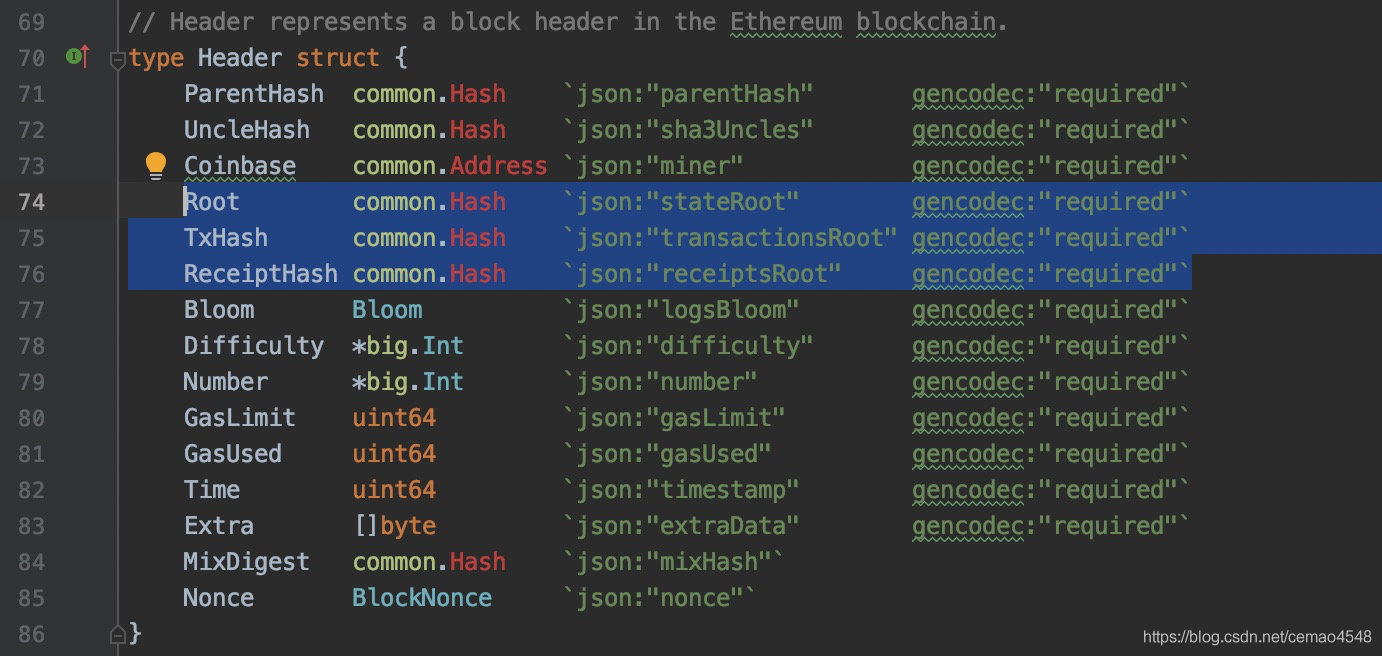 69 // Header represents a block header in the Ethereum blockchain.
70 type Header struct {
71 ParentHash common.Hash `json:"parentHash" gencodec:"required"`
72 UncleHash common.Hash `json:"sha3Uncles" gencodec:"required"`
73 Coinbase common.Address `json:"miner" gencodec:"required"`
74 Root common.Hash `json:"stateRoot" gencodec:"required"`
75 TxHash common.Hash `json:"transactionsRoot" gencodec:"required"`
76 ReceiptHash common.Hash `json:"receiptsRoot" gencodec:"required"`
77 Bloom Bloom `json:"logsBloom" gencodec:"required"`
78 Difficulty *big.Int `json:"difficulty" gencodec:"required"`
79 Number *big.Int `json:"number" gencodec:"required"`
80 GasLimit uint64 `json:"gasLimit" gencodec:"required"`
81 GasUsed uint64 `json:"gasUsed" gencodec:"required"`
82 Time uint64 `json:"timestamp" gencodec:"required"`
83 Extra []byte `json:"extraData" gencodec:"required"`
84 MixDigest common.Hash `json:"mixHash"`
85 Nonce BlockNonce `json:"nonce"`
86 }
https://blog.csdn.net/cemao4548